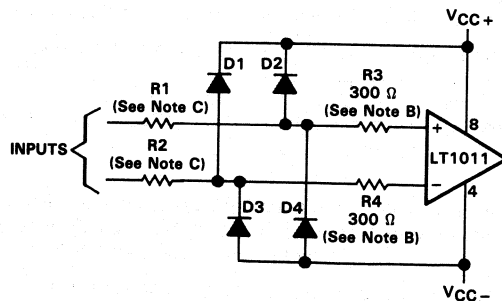 VCC+
D1
D2
R1
(See Note C)
R3
300 Ω
(See Note B)
8
INPUTS
R2
(See Note C)
+
LT1011
−
4
R4
300 Ω
(See Note B)
D3
D4
VCC−